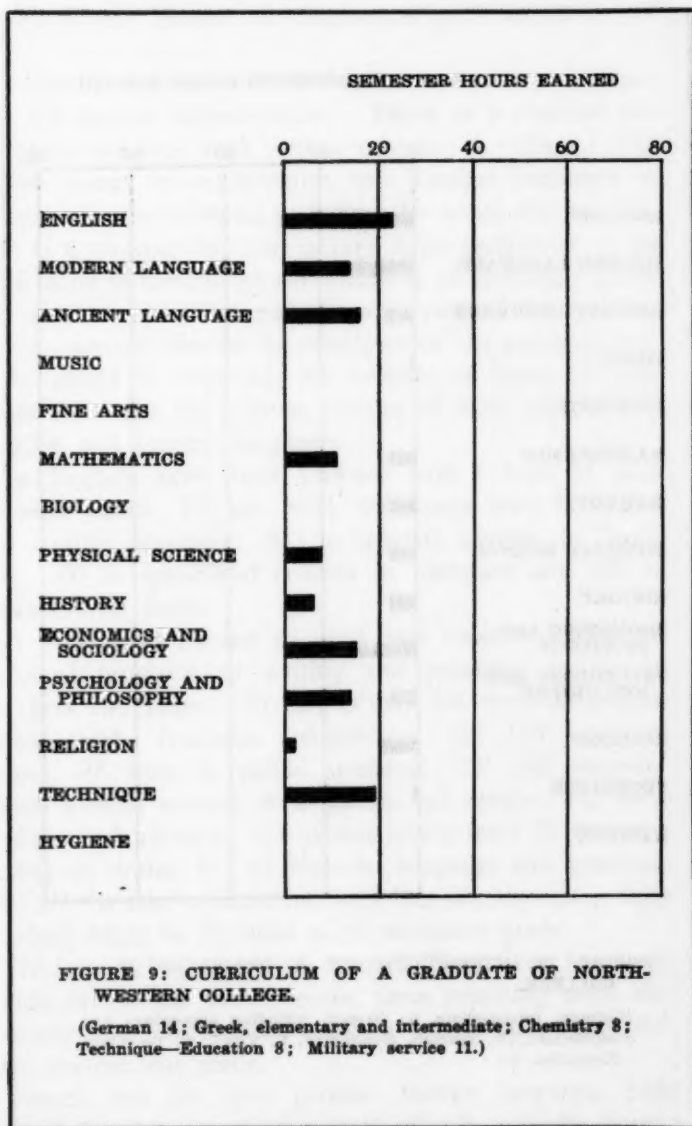 SEMESTER HOURS EARNED
0 20 40 60 80
ENGLISH
MODERN LANGUAGE
ANCIENT LANGUAGE
MUSIC
FINE ARTS
MATHEMATICS
BIOLOGY
PHYSICAL SCIENCE
HISTORY
ECONOMICS AND
SOCIOLOGY
PSYCHOLOGY AND
PHILOSOPHY
RELIGION
TECHNIQUE
HYGIENE
FIGURE 9: CURRICULUM OF A GRADUATE OF NORTH-
WESTERN COLLEGE.
(German 14; Greek, elementary and intermediate; Chemistry 8;
Technique—Education 8; Military service 11.)